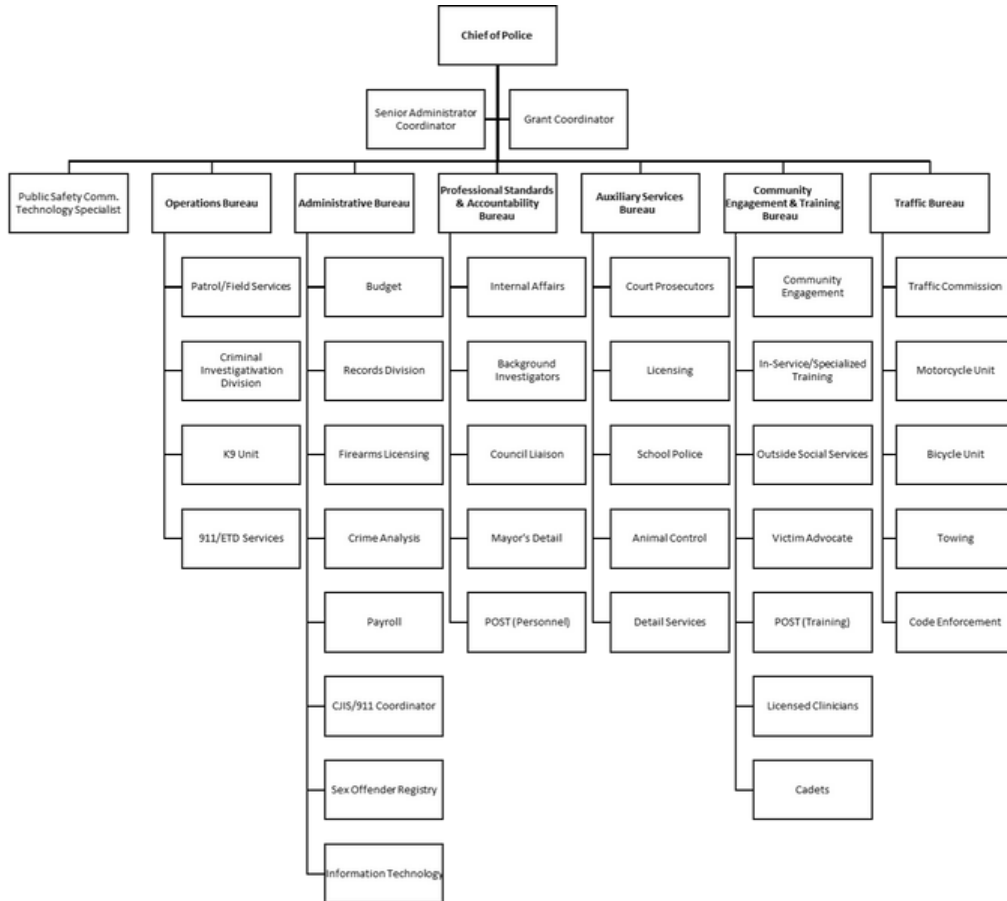 Chief of Police
Senior Administrator
Coordinator
Grant Coordinator
Public Safety Comm.
Technology Specialist
Operations Bureau
Patrol/Field Services
Criminal
Investigativation
Division
K9 Unit
911/ETD Services
Administrative Bureau
Budget
Records Division
Firearms Licensing
Crime Analysis
Payroll
CJIS/911 Coordinator
Sex Offender Registry
Information Technology
Professional Standards
& Accountability
Bureau
Internal Affairs
Background
Investigators
Council Liaison
Mayor's Detail
POST (Personnel)
Auxiliary Services
Bureau
Court Prosecutors
Licensing
School Police
Animal Control
Detail Services
Community
Engagement & Training
Bureau
Community
Engagement
In-Service/Specialized
Training
Outside Social Services
Victim Advocate
POST (Training)
Licensed Clinicians
Cadets
Traffic Bureau
Traffic Commission
Motorcycle Unit
Bicycle Unit
Towing
Code Enforcement